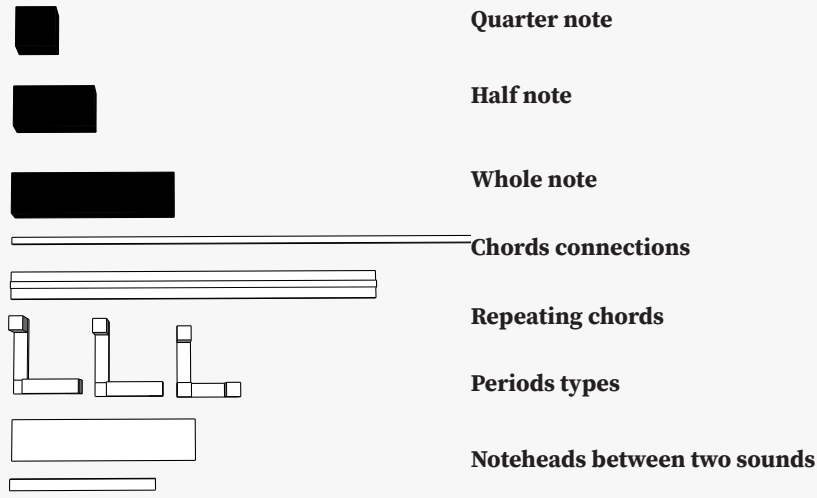 Quarter note
Half note
Whole note
Chords connections
Repeating chords
Periods types
Noteheads between two sounds